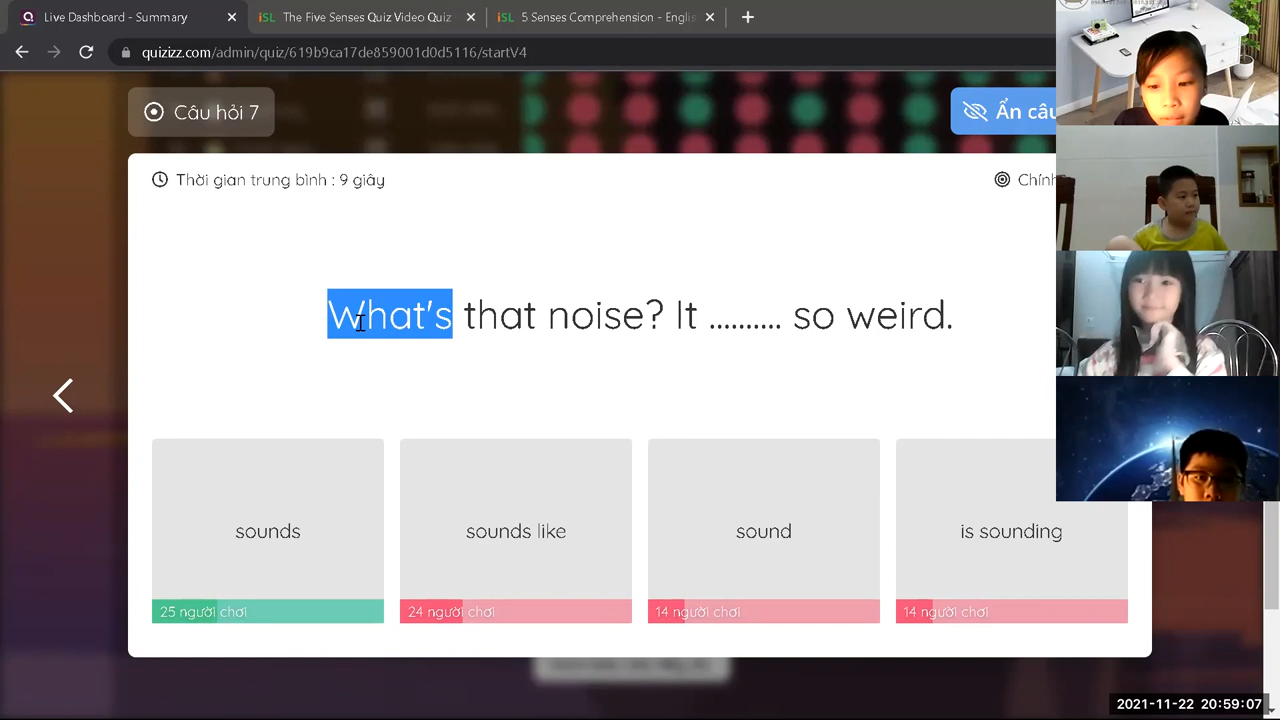 Live Dashboard - Summary
iSL The Five Senses Quiz Video Quiz
iSL 5 Senses Comprehension - Englis
quizizz.com/admin/quiz/619b9ca17de859001d0d5116/startV4
Câu hỏi 7
Ẩn câu
Thời gian trung bình : 9 giây
Chính
What's that noise? It .......... so weird.
sounds
sounds like
sound
is sounding
25 người chơi
24 người chơi
14 người chơi
14 người chơi
2021-11-22 20:59:07